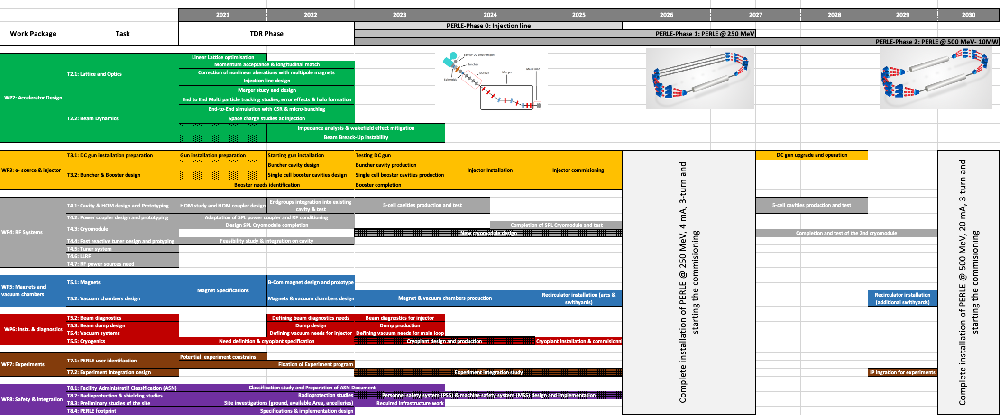 2021 2022 2023 2024 2025 2026 2027 2028 2029 2030
Work Package Task TDR Phase
PERLE-Phase 0: Injection line
PERLE-Phase 1: PERLE @ 250 MeV
PERLE-Phase 2: PERLE @ 500 MeV- 10MW
WP2: Accelerator Design
T2.1: Lattice and Optics
Linear Lattice optimisation
Momentum acceptance & longitudinal match
Correction of nonlinear aberations with multipole magnets
Injection line design
Merger study and design
T2.2: Beam Dynamics
End to End Multi particle tracking studies, error effects & halo formation
End-to-End simulation with CSR & micro-bunching
Space charge studies at injection
Impedance analysis & wakefield effect mitigation
Beam Breack-Up instability
350 kV DC electron gun
Buncher
Booster
Solenoids
Merger
Main linac
WP3: e- source & injector
T3.1: DC gun installation preparation
Gun installation preparation
Starting gun installation
Testing DC gun
T3.2: Buncher & Booster design
Buncher cavity design
Buncher cavity production
Single cell booster cavities design
Single cell booster cavities production
Booster needs identification
Booster completion
Injector Installation
Injector commisioning
DC gun upgrade and operation
WP4: RF Systems
T4.1: Cavity & HOM design and Prototyping
HOM study and HOM coupler design
Endgroups integration into existing
cavity & test
5-cell cavities production and test
5-cell cavities production and test
T4.2: Power coupler design and prototyping
Adaptation of SPL power coupler and RF conditioning
T4.3: Cryomodule
Design SPL Cryomodule completion
Completion of SPL Cryomodule and test
New cryomodule design
Completion and test of the 2nd cryomodule
T4.4: Fast reactive tuner design and protyping
Feasibility study & integration on cavity
T4.5: Tuner system
T4.6: LLRF
T4.7: RF power sources need
WP5: Magnets and
vacuum chambers
T5.1: Magnets
T5.2: Vacuum chambers design
Magnet Specifications
B-Com magnet design and prototype
Magnets & vacuum chambers design
Magnet & vacuum chambers production
Recirculator installation (arcs &
swithyards)
Recirculator installation
(additional swithyards)
WP6: Instr. & diagnostics
T5.2: Beam diagnostics
Defining beam diagnostics needs
Beam diagnostics for injector
T5.3: Beam dump design
Dump design
Dump production
T5.4: Vacuum systems
Defining vacuum needs for injector
Defining vacuum needs for main loop
T5.5: Cryogenics
Need definition & cryoplant specification
Cryoplant design and production
Cryoplant installation & commisionni
WP7: Experiments
T7.1: PERLE user identifaction
Potential experiment constrains
Fixation of Experiment program
T7.2: Experiment integration design
Experiment integration study
IP ingration for experiments
WP8: Safety & integration
T8.1: Facility Administratif Classification (ASN)
Classification study and Preparation of ASN Document
T8.2: Radioprotection & shielding studies
Radioprotection studies
Personnel safety system (PSS) & machine safety system (MSS) design and implementation
T8.3: Preliminary studies of the site
Site investigations (ground, available Area, ancelleries)
Required infrastructure work
T8.4: PERLE footprint
Specifications & implementation design
Complete installation of PERLE @ 250 MeV, 4 mA, 3-turn and
starting the commisioning
Complete installation of PERLE @ 500 MeV, 20 mA, 3-turn and
starting the commisioning